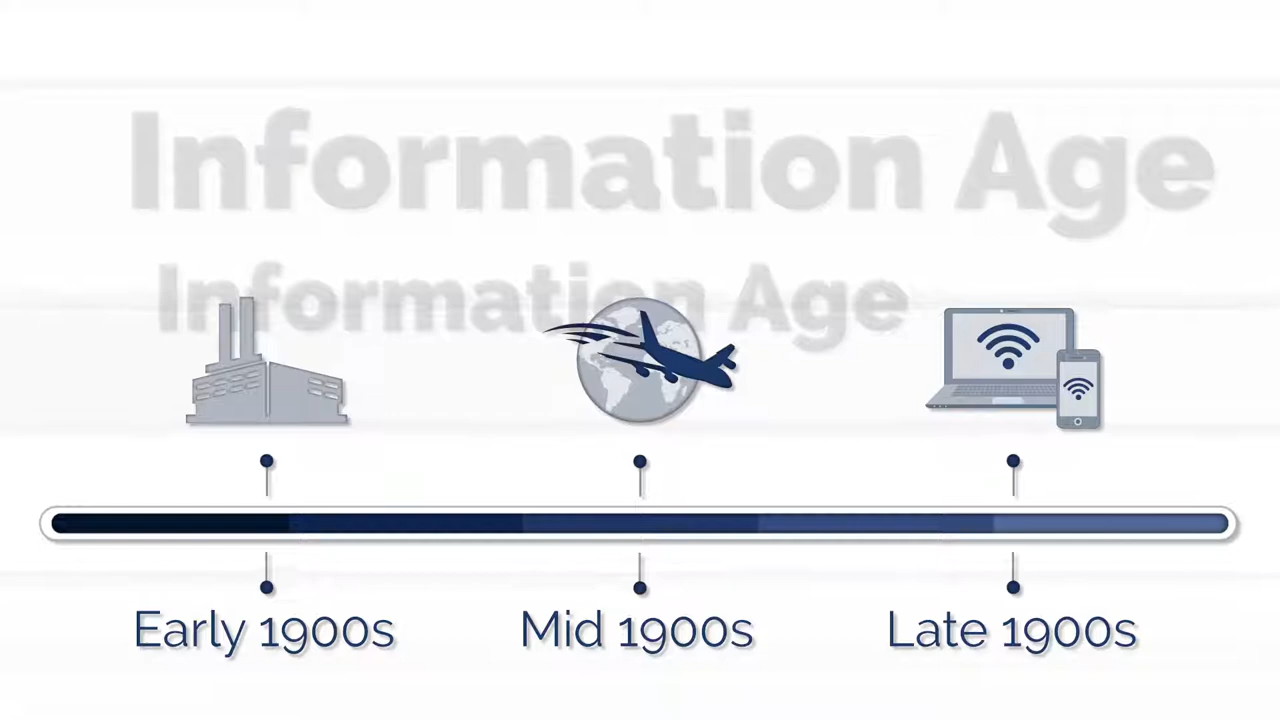 Information Age
Information Age
Early 1900s
Mid 1900s
Late 1900s